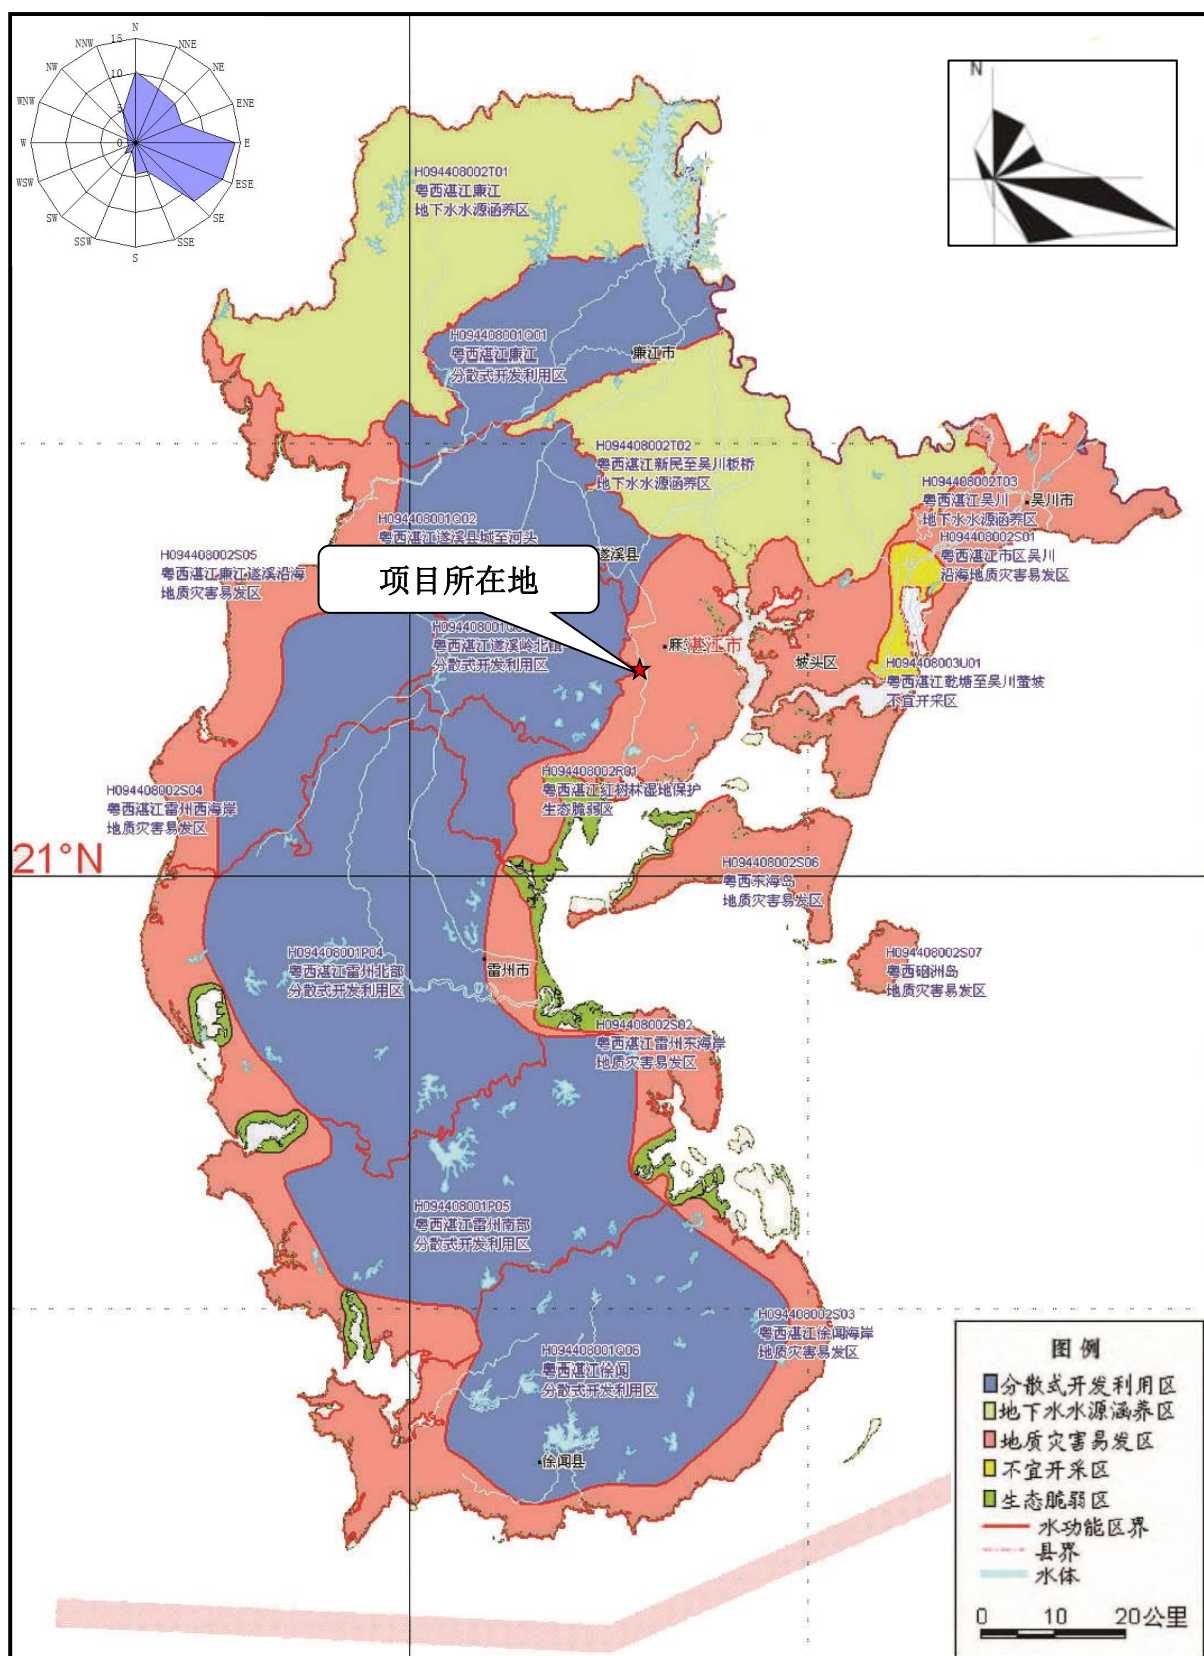 N
NNE
NE
ENE
E
ESE
SE
SSE
S
SSW
SW
WSW
W
WNW
NW
NNW
15
10
5
0
N
H094408002T01
粤西湛江廉江
地下水水源涵养区
H094408001Q01
粤西湛江廉江
分散式开发利用区
廉江市
H094408002T02
粤西湛江新民至吴川板桥
地下水水源涵养区
H094408002T03
粤西湛江吴川
地下水水源涵养区
吴川市
H094408002S01
粤西湛江市区吴川
沿海地质灾害易发区
H094408001Q02
粤西湛江遂溪县城至河头
遂溪县
H094408002S05
粤西湛江廉江遂溪沿海
地质灾害易发区
项目所在地
粤西湛江遂溪岭北镇
分散式开发利用区
湛江市
坡头区
H094408003U01
粤西湛江乾塘至吴川萱坡
不宜开采区
H094408002R01
粤西湛江红树林湿地保护
生态脆弱区
H094408002S04
粤西湛江雷州西海岸
地质灾害易发区
21°N
H094408002S06
粤西东海岛
地质灾害易发区
H094408001P04
粤西湛江雷州北部
分散式开发利用区
雷州市
H094408002S07
粤西硇洲岛
地质灾害易发区
H094408002S02
粤西湛江雷州东海岸
地质灾害易发区
H094408001P05
粤西湛江雷州南部
分散式开发利用区
H094408002S03
粤西湛江徐闻海岸
地质灾害易发区
H094408001Q06
粤西湛江徐闻
分散式开发利用区
徐闻县
图例
分散式开发利用区
地下水水源涵养区
地质灾害易发区
不宜开采区
生态脆弱区
水功能区界
县界
水体
0 10 20公里